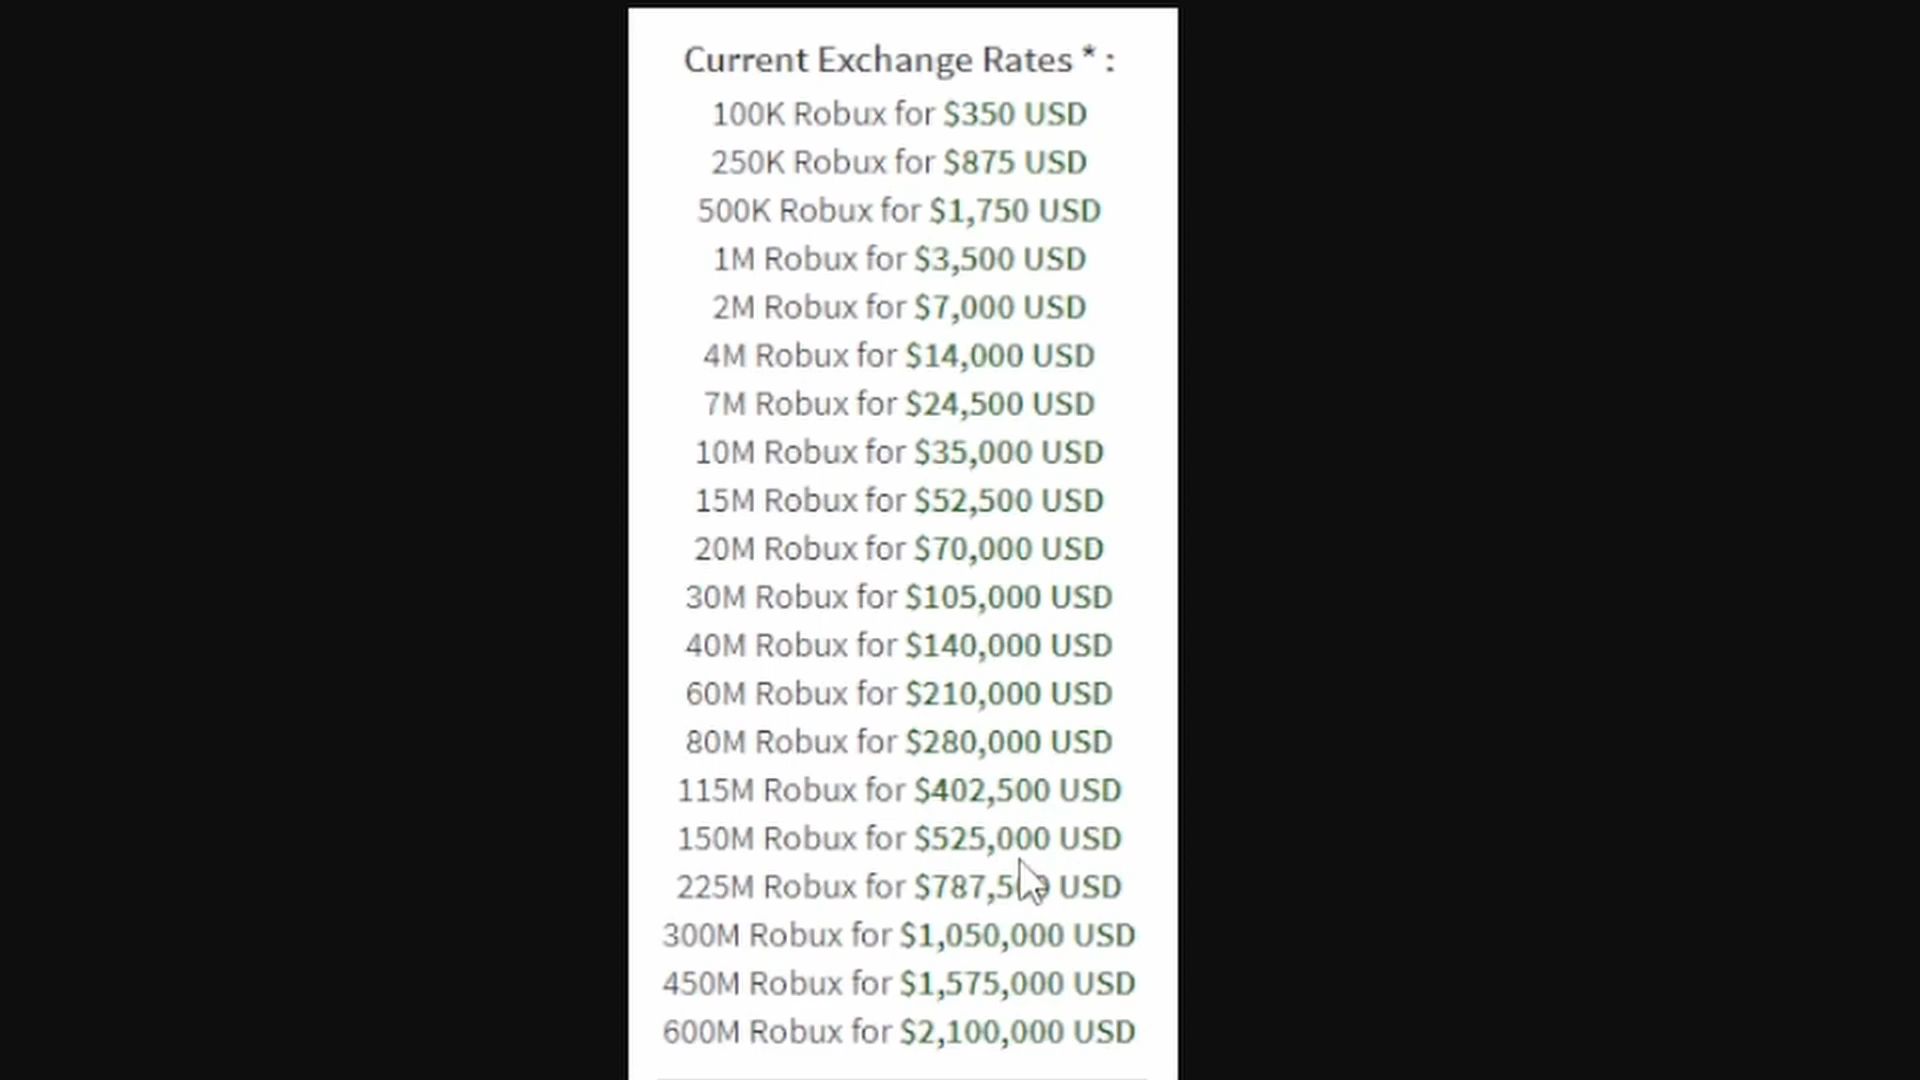 Current Exchange Rates * :
100K Robux for $350 USD
250K Robux for $875 USD
500K Robux for $1,750 USD
1M Robux for $3,500 USD
2M Robux for $7,000 USD
4M Robux for $14,000 USD
7M Robux for $24,500 USD
10M Robux for $35,000 USD
15M Robux for $52,500 USD
20M Robux for $70,000 USD
30M Robux for $105,000 USD
40M Robux for $140,000 USD
60M Robux for $210,000 USD
80M Robux for $280,000 USD
115M Robux for $402,500 USD
150M Robux for $525,000 USD
225M Robux for $787,500 USD
300M Robux for $1,050,000 USD
450M Robux for $1,575,000 USD
600M Robux for $2,100,000 USD